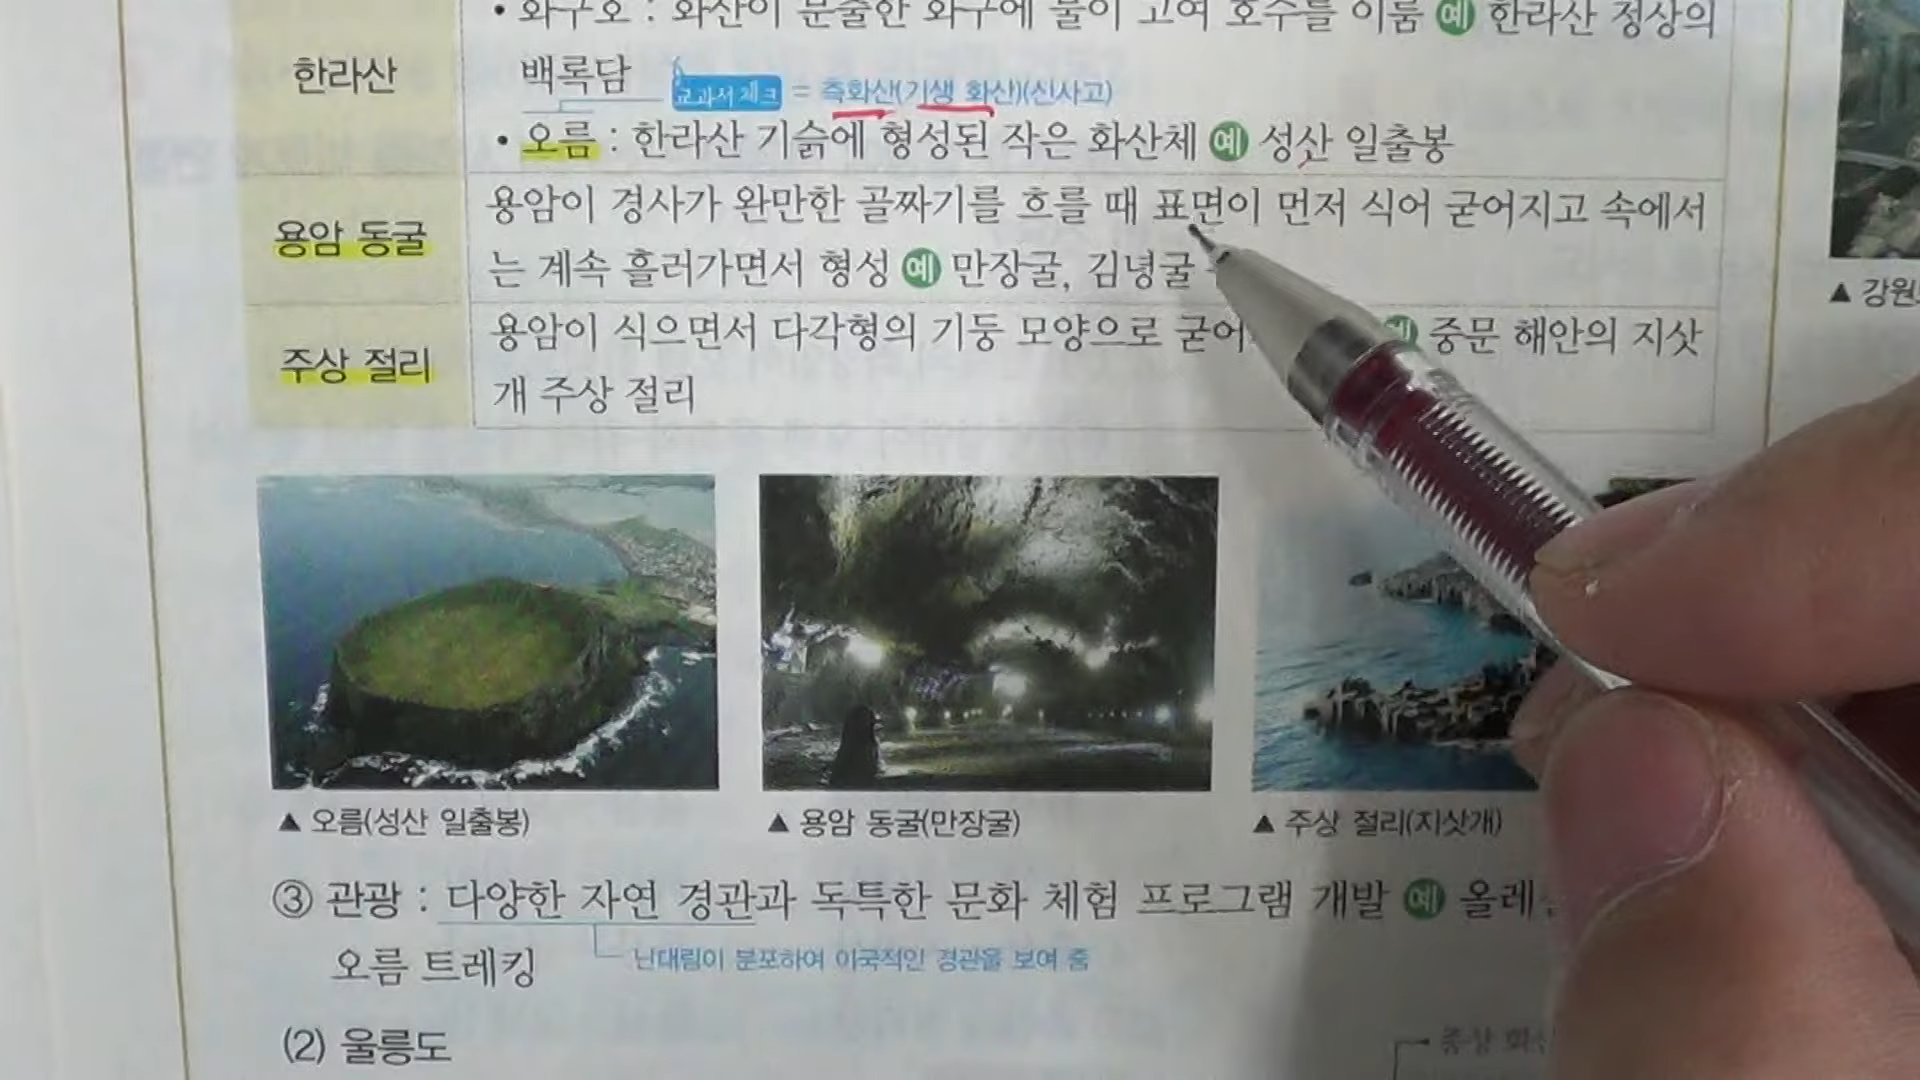 • 화구호 : 화산이 분출한 화구에 물이 고여 호수를 이룸 예 한라산 정상의
한라산
백록담
교과서 체크 = 측화산(기생 화산)(신사고)
• 오름 : 한라산 기슭에 형성된 작은 화산체 예 성산 일출봉
용암 동굴
용암이 경사가 완만한 골짜기를 흐를 때 표면이 먼저 식어 굳어지고 속에서
는 계속 흘러가면서 형성 예 만장굴, 김녕굴
주상 절리
용암이 식으면서 다각형의 기둥 모양으로 굳어 예 중문 해안의 지삿
개 주상 절리
▲ 강원
▲ 오름(성산 일출봉)
▲ 용암 동굴(만장굴)
▲ 주상 절리(지삿개)
③ 관광 : 다양한 자연 경관과 독특한 문화 체험 프로그램 개발 예 올레
난대림이 분포하여 이국적인 경관을 보여 줌
오름 트레킹
(2) 울릉도
종상